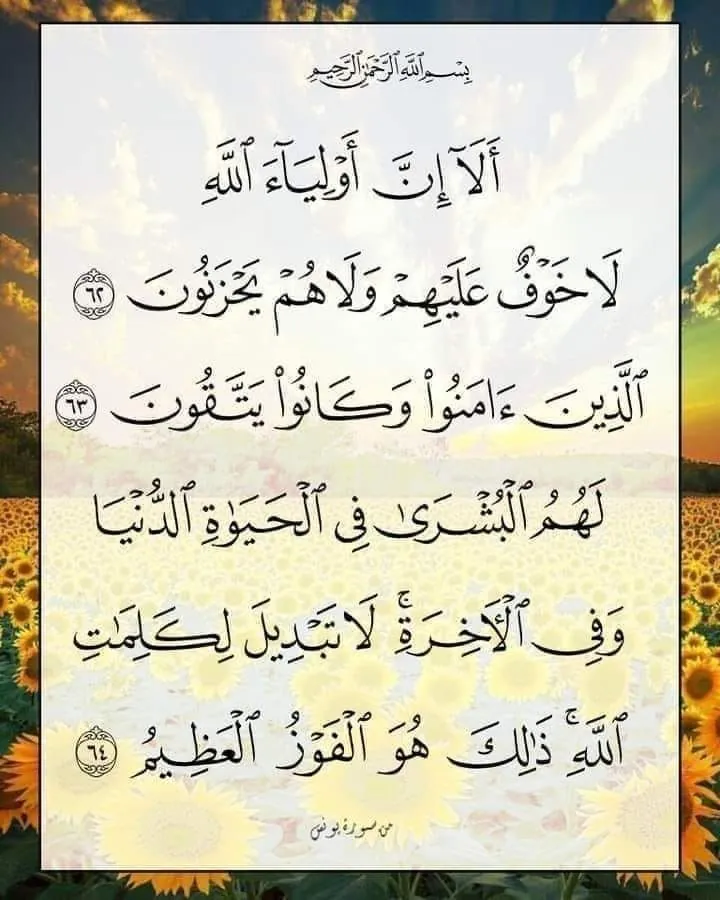 بِسْمِ ٱللَّهِ ٱلرَّحْمَٰنِ ٱلرَّحِيمِ
أَلَآ إِنَّ أَوْلِيَآءَ ٱللَّهِ
لَا خَوْفٌ عَلَيْهِمْ وَلَا هُمْ يَحْزَنُونَ ٦٢
ٱلَّذِينَ ءَامَنُوا۟ وَكَانُوا۟ يَتَّقُونَ ٦٣
لَهُمُ ٱلْبُشْرَىٰ فِى ٱلْحَيَوٰةِ ٱلدُّنْيَا
وَفِى ٱلْأَخِرَةِ ۚ لَا تَبْدِيلَ لِكَلِمَٰتِ
ٱللَّهِ ۚ ذَٰلِكَ هُوَ ٱلْفَوْزُ ٱلْعَظِيمُ ٦٤
من سورة يونس